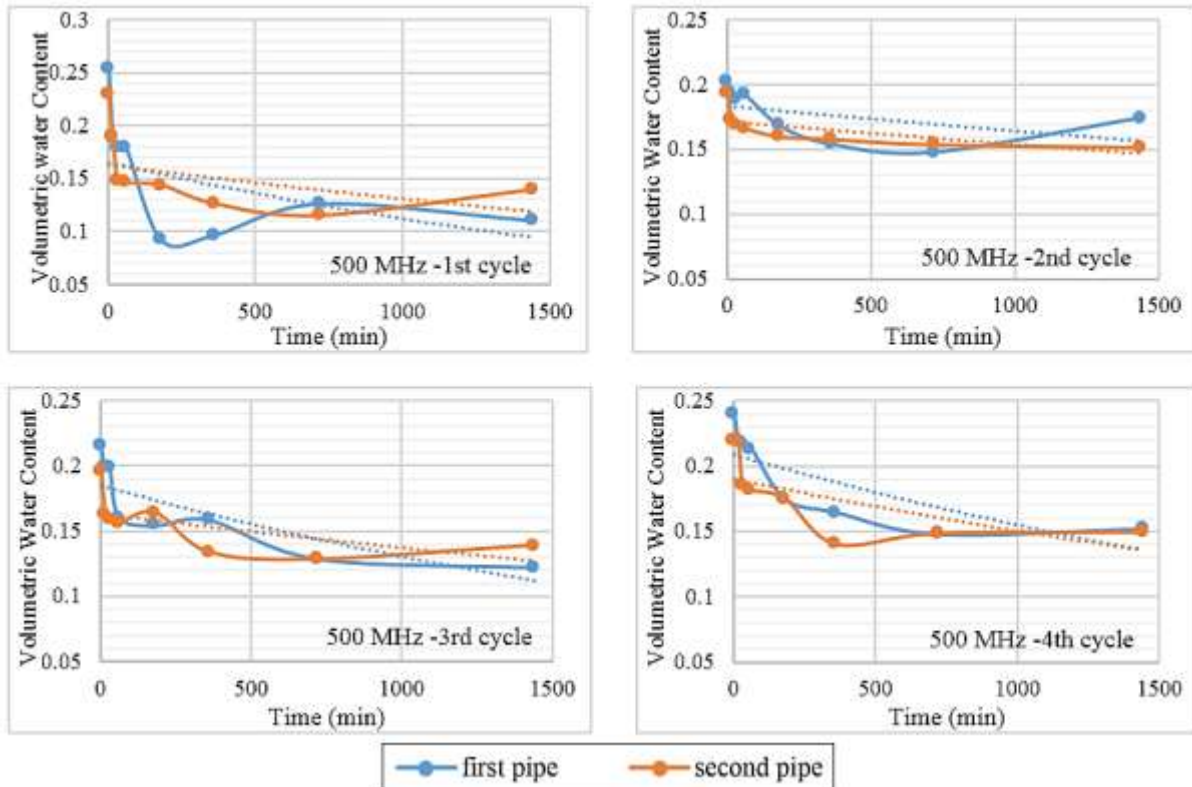 Volumetric water Content
0.3
0.25
0.2
0.15
0.1
0.05
500 MHz -1st cycle
0 500 1000 1500
Time (min)
Volumetric Water Content
0.25
0.2
0.15
0.1
0.05
500 MHz -2nd cycle
0 500 1000 1500
Time (min)
Volumetric Water Content
0.25
0.2
0.15
0.1
0.05
500 MHz -3rd cycle
0 500 1000 1500
Time (min)
Volumetric Water Content
0.25
0.2
0.15
0.1
0.05
500 MHz -4th cycle
0 500 1000 1500
Time (min)
first pipe second pipe